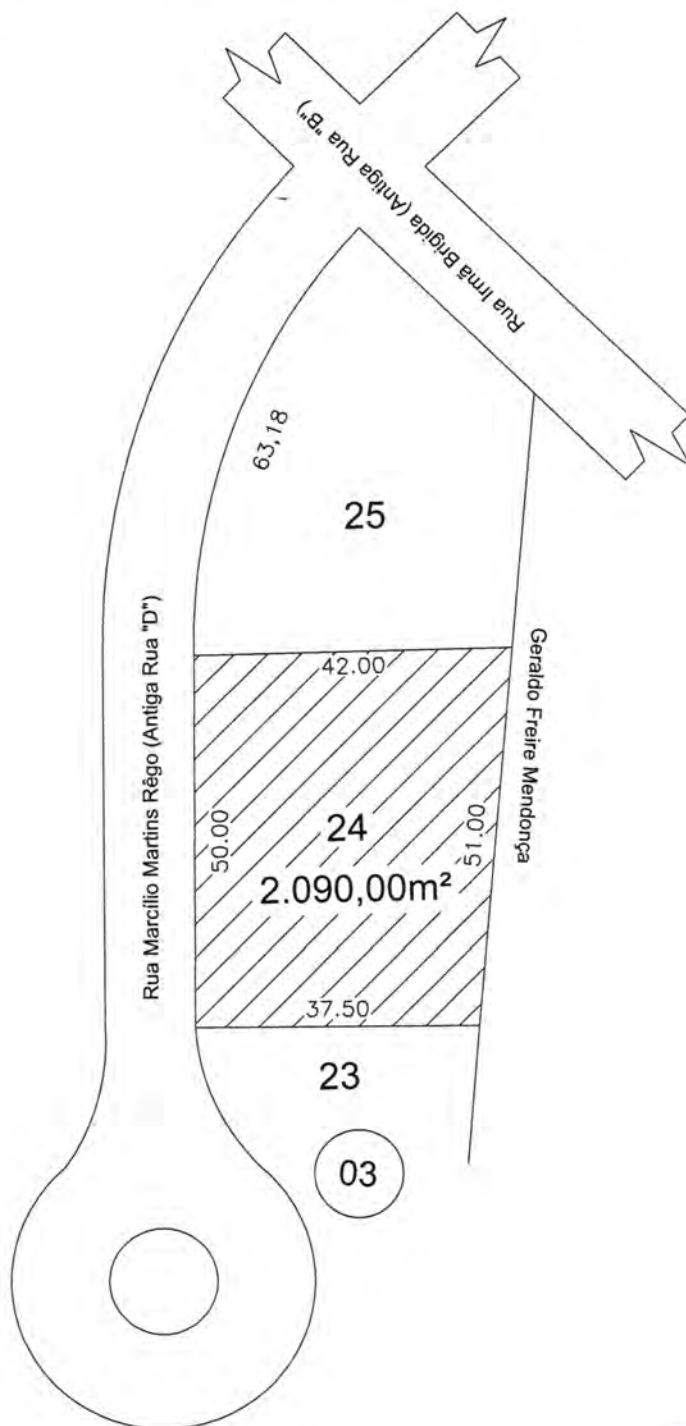 Rua Irmã Brigida (Antiga Rua "B")
63,18
25
Rua Marcílio Martins Rêgo (Antiga Rua "D")
42.00
Geraldo Freire Mendonça
50.00
24
51.00
2.090,00m²
37.50
23
03